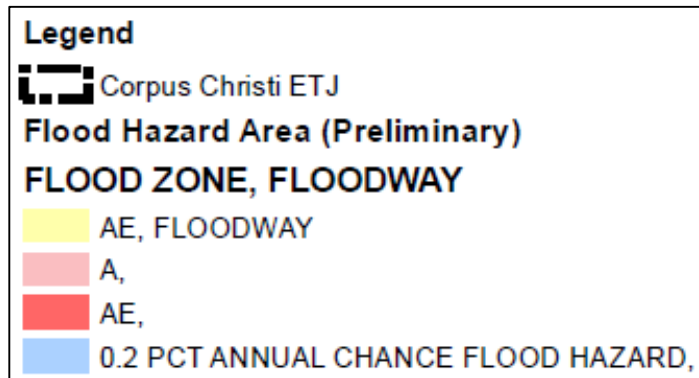 Legend
Corpus Christi ETJ
Flood Hazard Area (Preliminary)
FLOOD ZONE, FLOODWAY
AE, FLOODWAY
A,
AE,
0.2 PCT ANNUAL CHANCE FLOOD HAZARD,